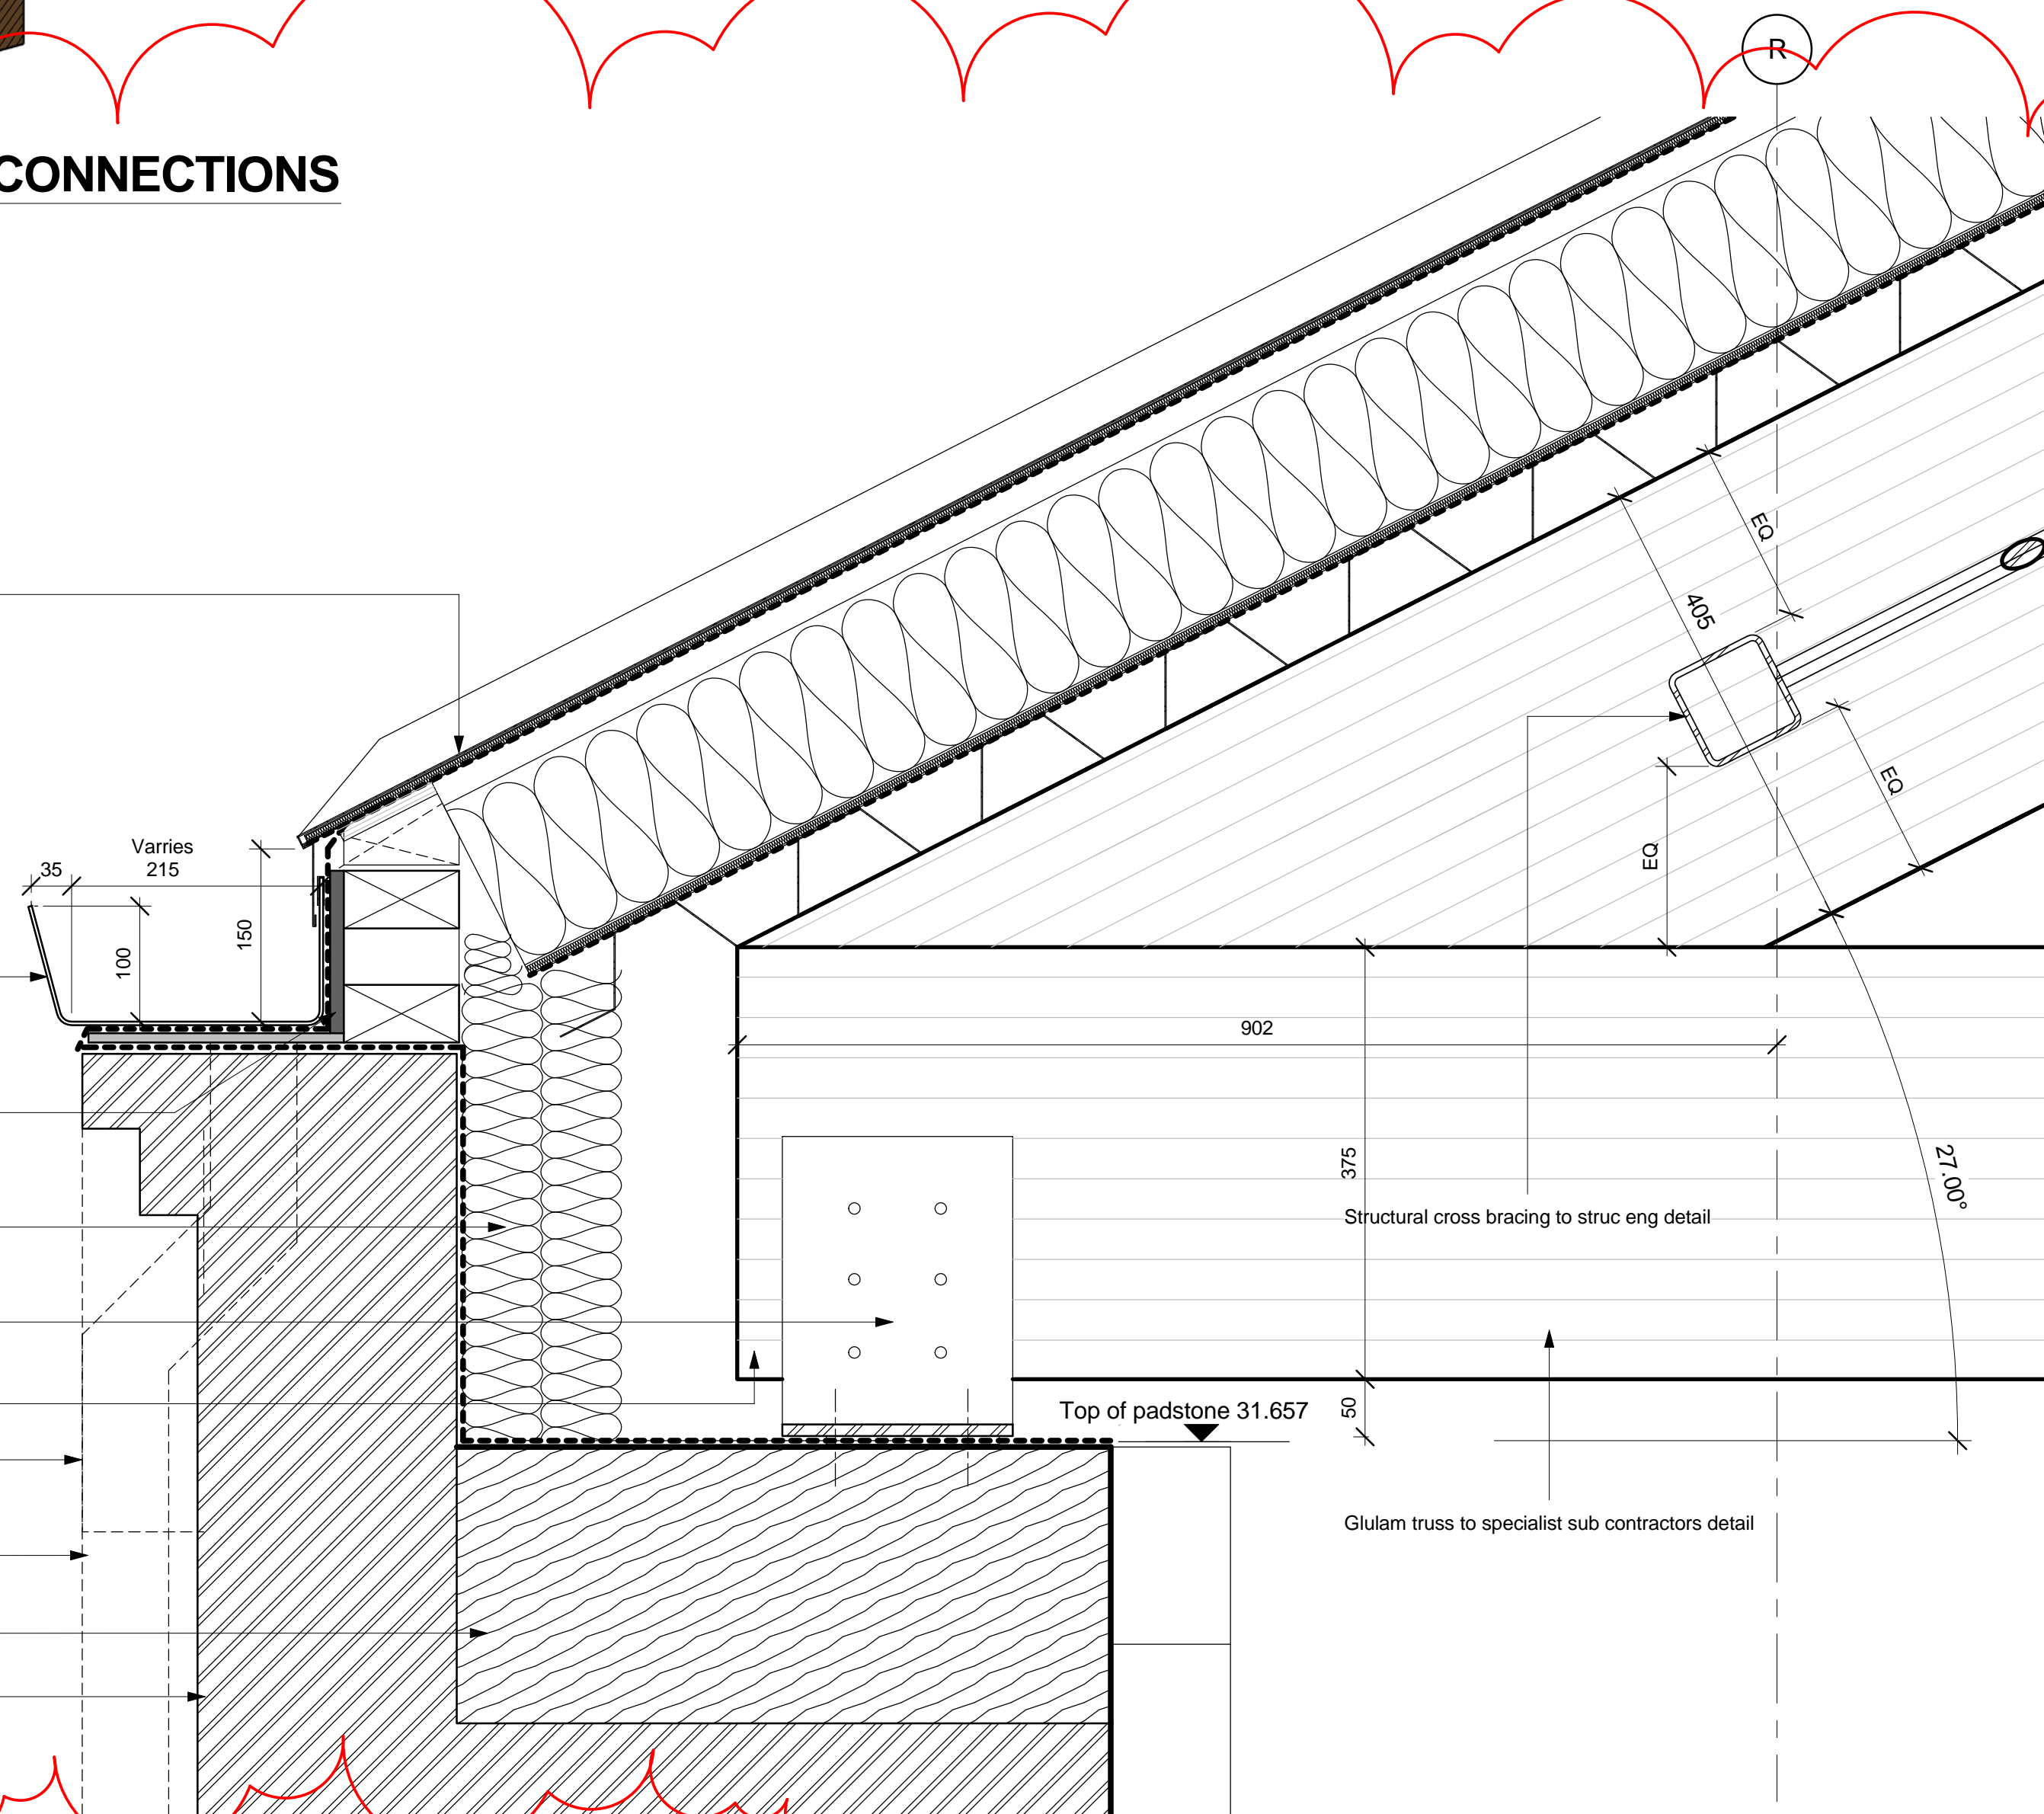 R
CONNECTIONS
EQ
405
EQ
EQ
Varries
35
215
150
100
902
375
27.00°
Structural cross bracing to struc eng detail
Top of padstone 31.657
50
Glulam truss to specialist sub contractors detail